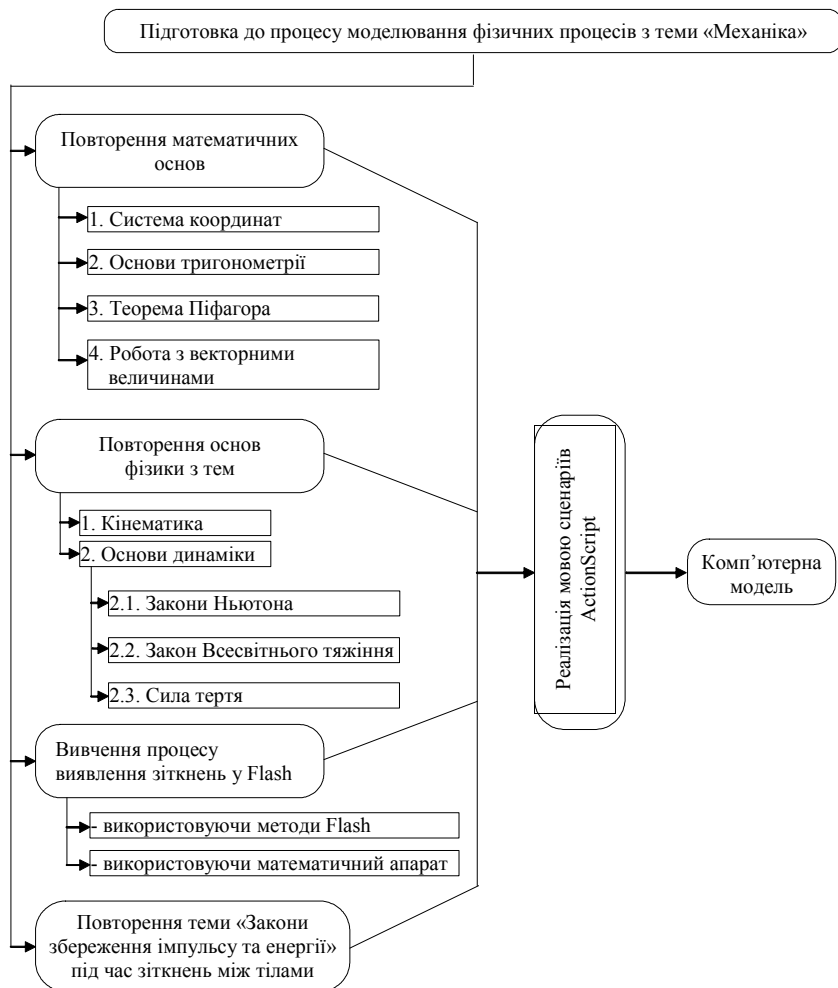 Підготовка до процесу моделювання фізичних процесів з теми «Механіка»
Повторення математичних
основ
1. Система координат
2. Основи тригонометрії
3. Теорема Піфагора
4. Робота з векторними
величинами
Повторення основ
фізики з тем
1. Кінематика
2. Основи динаміки
2.1. Закони Ньютона
2.2. Закон Всесвітнього тяжіння
2.3. Сила тертя
Вивчення процесу
виявлення зіткнень у Flash
- використовуючи методи Flash
- використовуючи математичний апарат
Повторення теми «Закони
збереження імпульсу та енергії»
під час зіткнень між тілами
Реалізація мовою сценаріїв
ActionScript
Комп’ютерна
модель